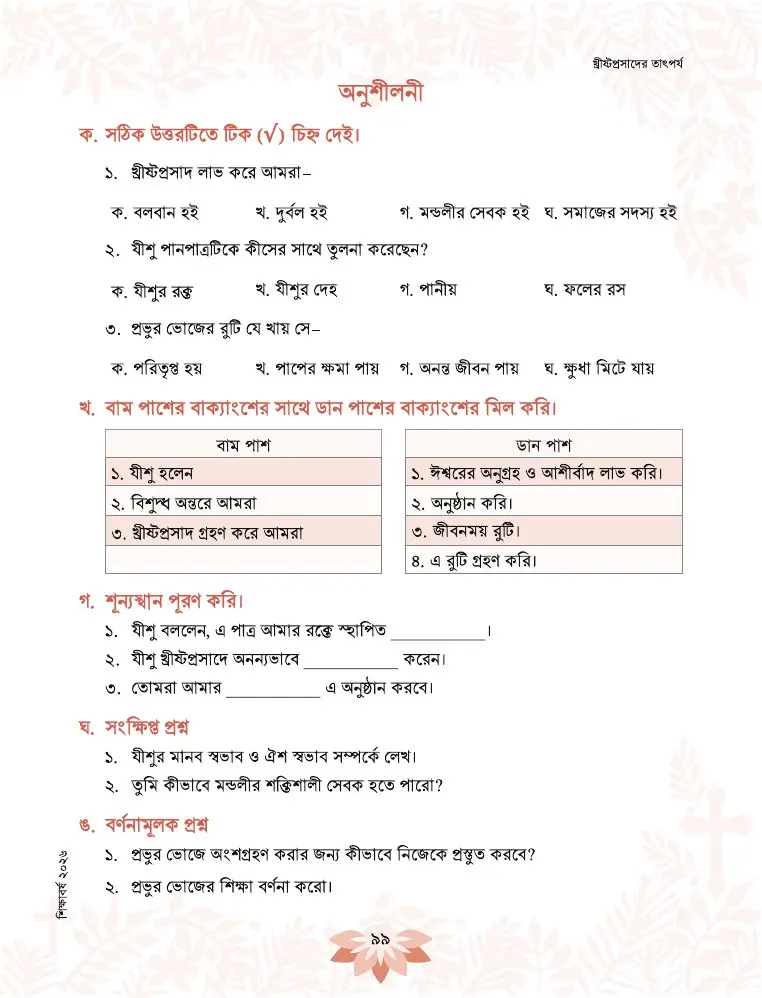 খ্রীষ্টপ্রসাদের তাৎপর্য
অনুশীলনী
ক. সঠিক উত্তরটিতে টিক (√) চিহ্ন দেই।
১. খ্রীষ্টপ্রসাদ লাভ করে আমরা–
ক. বলবান হই খ. দুর্বল হই গ. মন্ডলীর সেবক হই ঘ. সমাজের সদস্য হই
২. যীশু পানপাত্রটিকে কীসের সাথে তুলনা করেছেন?
ক. যীশুর রক্ত খ. যীশুর দেহ গ. পানীয় ঘ. ফলের রস
৩. প্রভুর ভোজের রুটি যে খায় সে–
ক. পরিতৃপ্ত হয় খ. পাপের ক্ষমা পায় গ. অনন্ত জীবন পায় ঘ. ক্ষুধা মিটে যায়
খ. বাম পাশের বাক্যাংশের সাথে ডান পাশের বাক্যাংশের মিল করি।
বাম পাশ ডান পাশ
১. যীশু হলেন ১. ঈশ্বরের অনুগ্রহ ও আশীর্বাদ লাভ করি।
২. বিশুদ্ধ অন্তরে আমরা ২. অনুষ্ঠান করি।
৩. খ্রীষ্টপ্রসাদ গ্রহণ করে আমরা ৩. জীবনময় রুটি।
৪. এ রুটি গ্রহণ করি।
গ. শূন্যস্থান পূরণ করি।
১. যীশু বললেন, এ পাত্র আমার রক্তে স্থাপিত ___________।
২. যীশু খ্রীষ্টপ্রসাদে অনন্যভাবে ___________ করেন।
৩. তোমরা আমার ___________ এ অনুষ্ঠান করবে।
ঘ. সংক্ষিপ্ত প্রশ্ন
১. যীশুর মানব স্বভাব ও ঐশ স্বভাব সম্পর্কে লেখ।
২. তুমি কীভাবে মন্ডলীর শক্তিশালী সেবক হতে পারো?
ঙ. বর্ণনামূলক প্রশ্ন
১. প্রভুর ভোজে অংশগ্রহণ করার জন্য কীভাবে নিজেকে প্রস্তুত করবে?
২. প্রভুর ভোজের শিক্ষা বর্ণনা করো।
শিক্ষাবর্ষ ২০২৬
৯৯